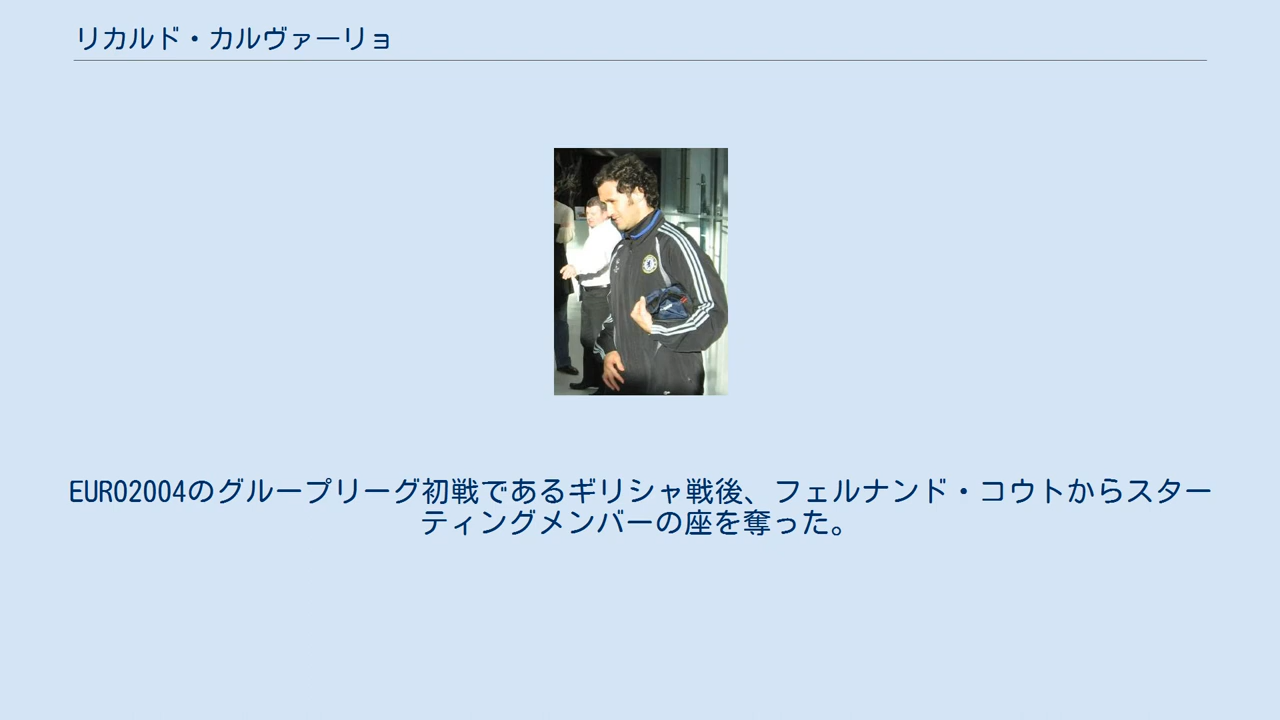 リカルド・カルヴァーリョ
EURO2004のグループリーグ初戦であるギリシャ戦後、フェルナンド・コウトからスター
ティングメンバーの座を奪った。